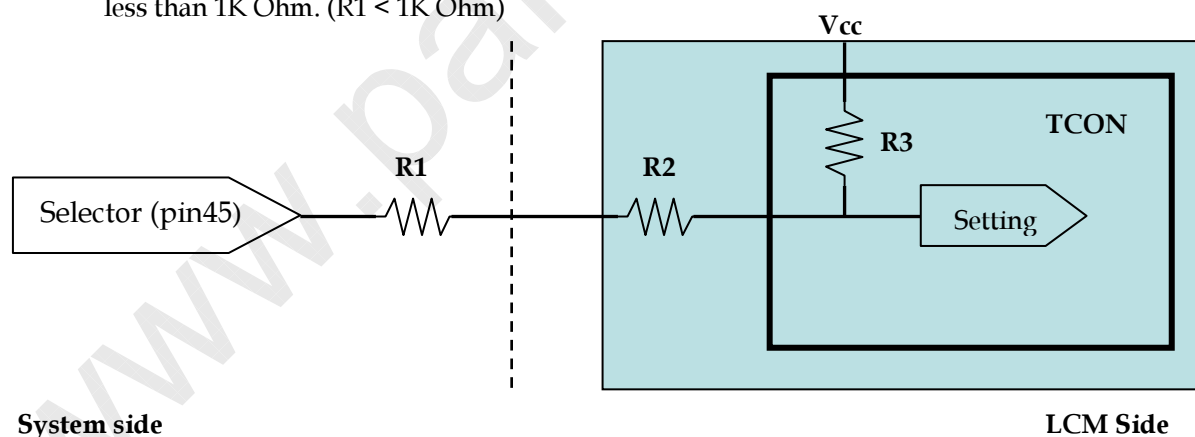 less than 1K Ohm. (R1 < 1K Ohm)
Vcc
TCON
R3
R1
R2
Selector (pin45)
Setting
System side
LCM Side